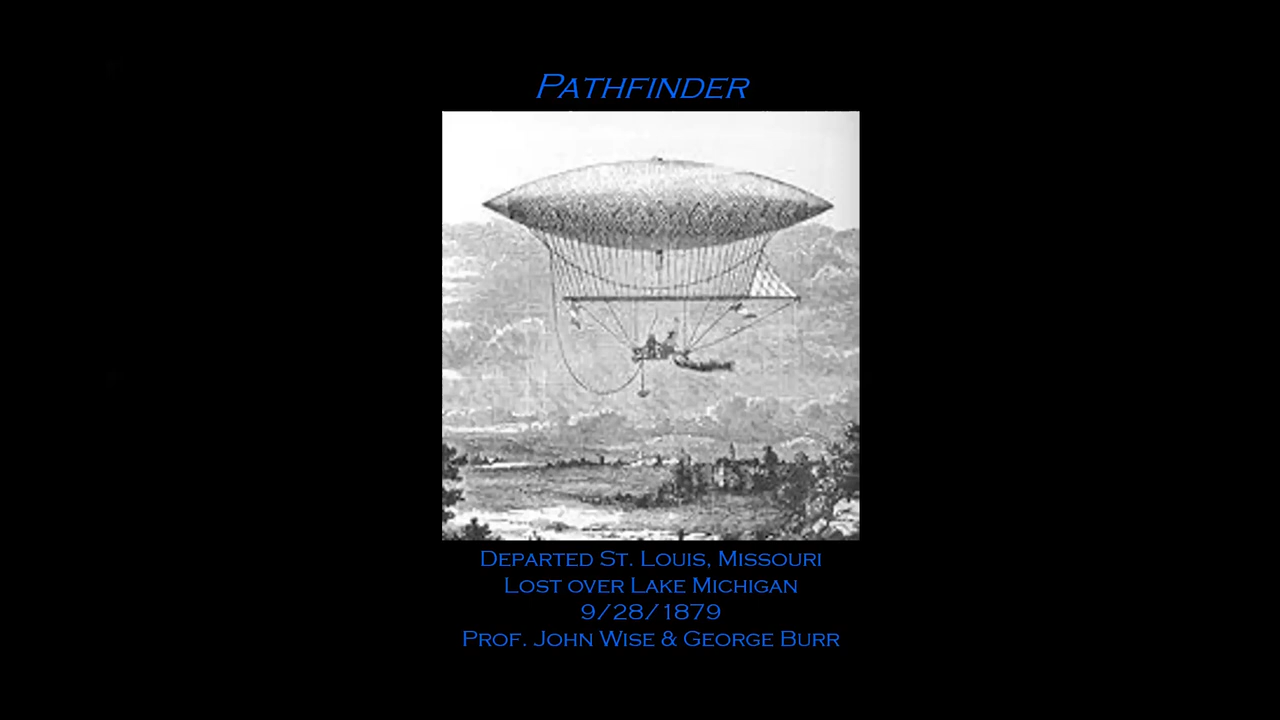 Pathfinder
Departed St. Louis, Missouri
Lost over Lake Michigan
9/28/1879
Prof. John Wise & George Burr